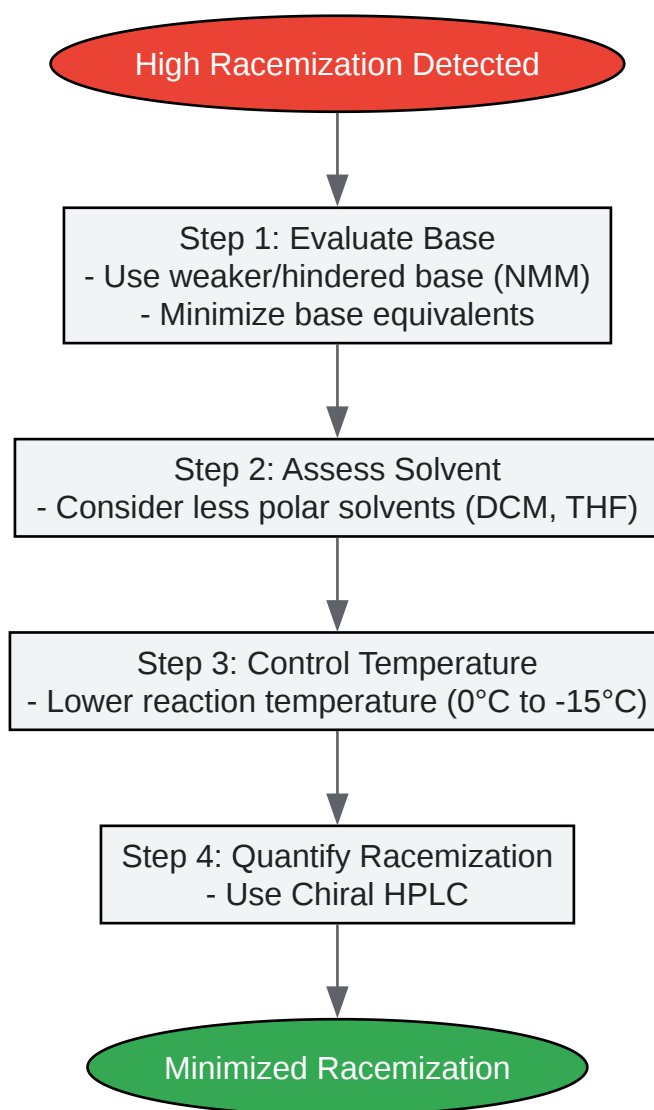 High Racemization Detected
Step 1: Evaluate Base
- Use weaker/hindered base (NMM)
- Minimize base equivalents
Step 2: Assess Solvent
- Consider less polar solvents (DCM, THF)
Step 3: Control Temperature
- Lower reaction temperature (0°C to -15°C)
Step 4: Quantify Racemization
- Use Chiral HPLC
Minimized Racemization